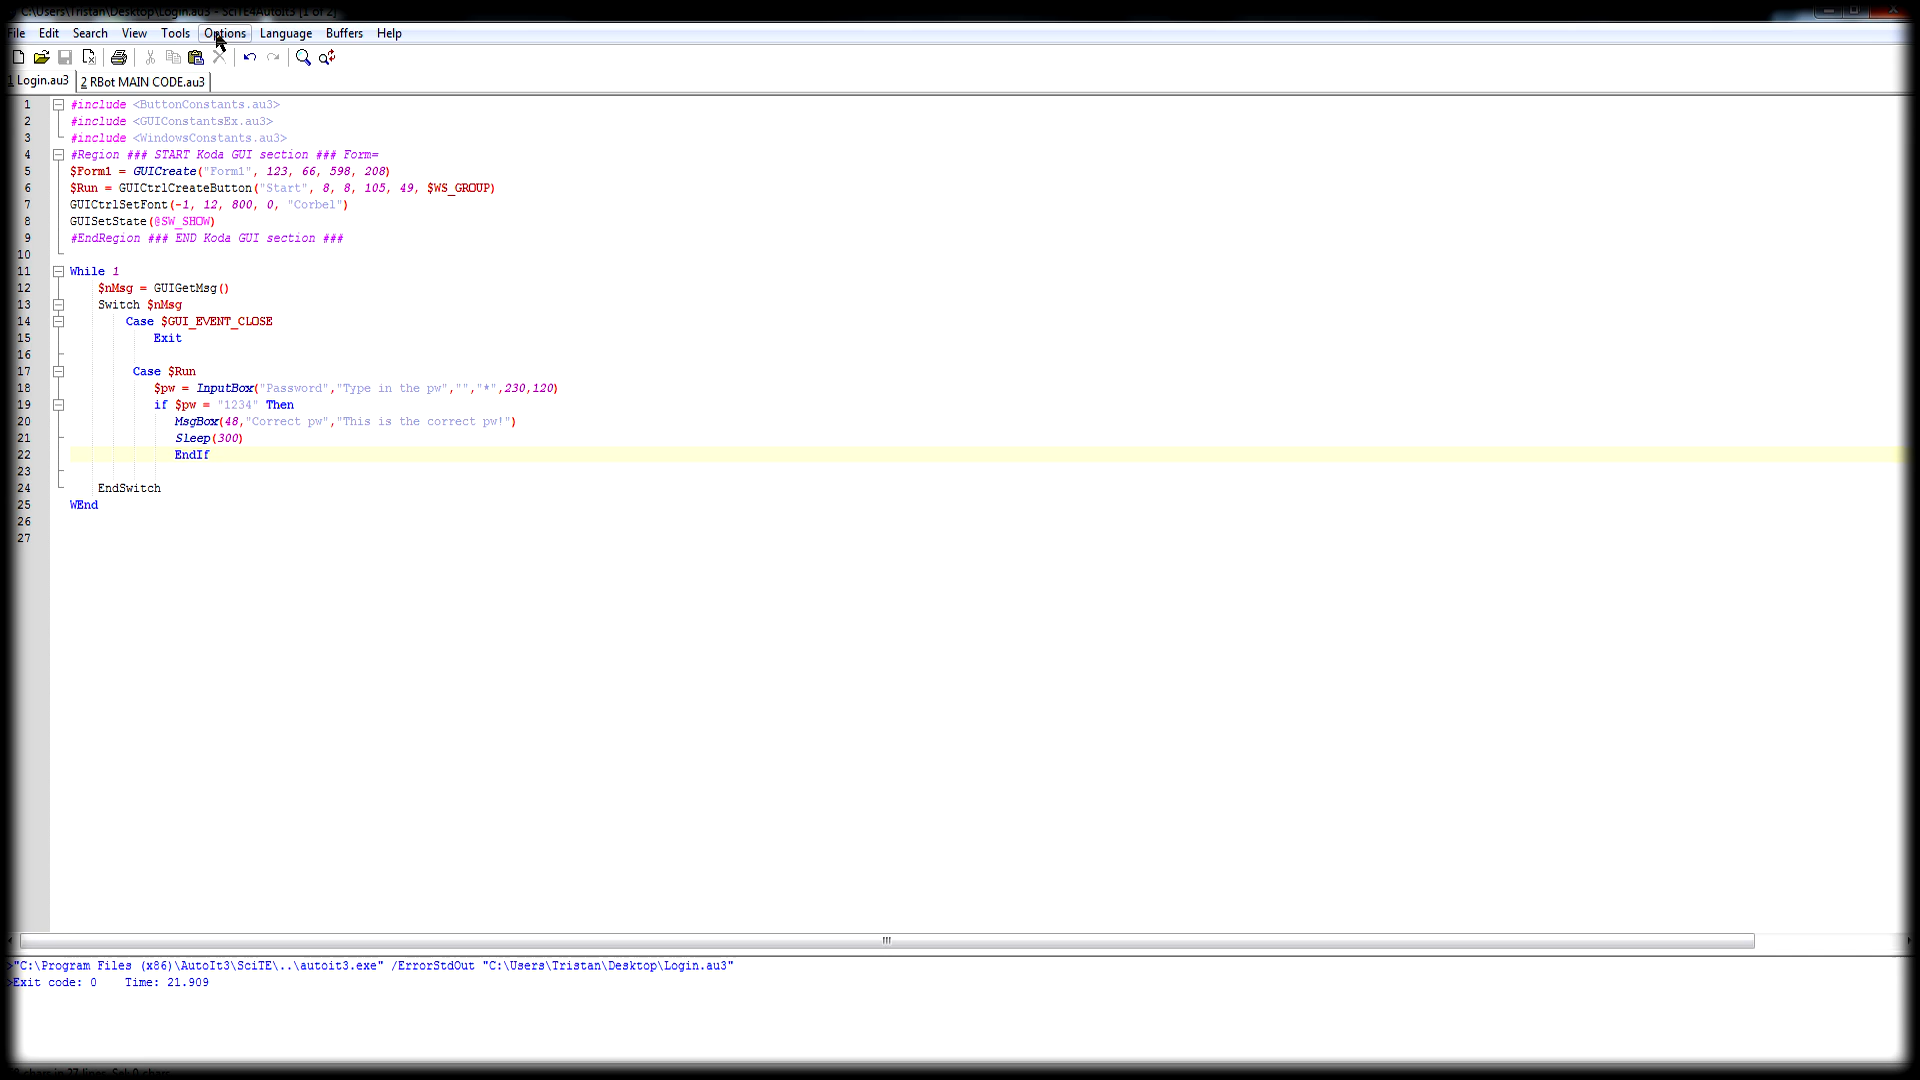 C:\Users\Tristan\Desktop\Login.au3 - SciTE4AutoIt3 [1 of 2]
File Edit Search View Tools Options Language Buffers Help
1 Login.au3 2 RBot MAIN CODE.au3
1 #include <ButtonConstants.au3>
2 #include <GUIConstantsEx.au3>
3 #include <WindowsConstants.au3>
4 #Region ### START Koda GUI section ### Form=
5 $Form1 = GUICreate("Form1", 123, 66, 598, 208)
6 $Run = GUICtrlCreateButton("Start", 8, 8, 105, 49, $WS_GROUP)
7 GUICtrlSetFont(-1, 12, 800, 0, "Corbel")
8 GUISetState(@SW_SHOW)
9 #EndRegion ### END Koda GUI section ###
10
11 While 1
12 $nMsg = GUIGetMsg()
13 Switch $nMsg
14 Case $GUI_EVENT_CLOSE
15 Exit
16
17 Case $Run
18 $pw = InputBox("Password","Type in the pw","","*",230,120)
19 if $pw = "1234" Then
20 MsgBox(48,"Correct pw","This is the correct pw!")
21 Sleep(300)
22 EndIf
23
24 EndSwitch
25 WEnd
26
27
>"C:\Program Files (x86)\AutoIt3\SciTE\..\autoit3.exe" /ErrorStdOut "C:\Users\Tristan\Desktop\Login.au3"
>Exit code: 0 Time: 21.909
chars in 27 lines. Sel: 0 chars.